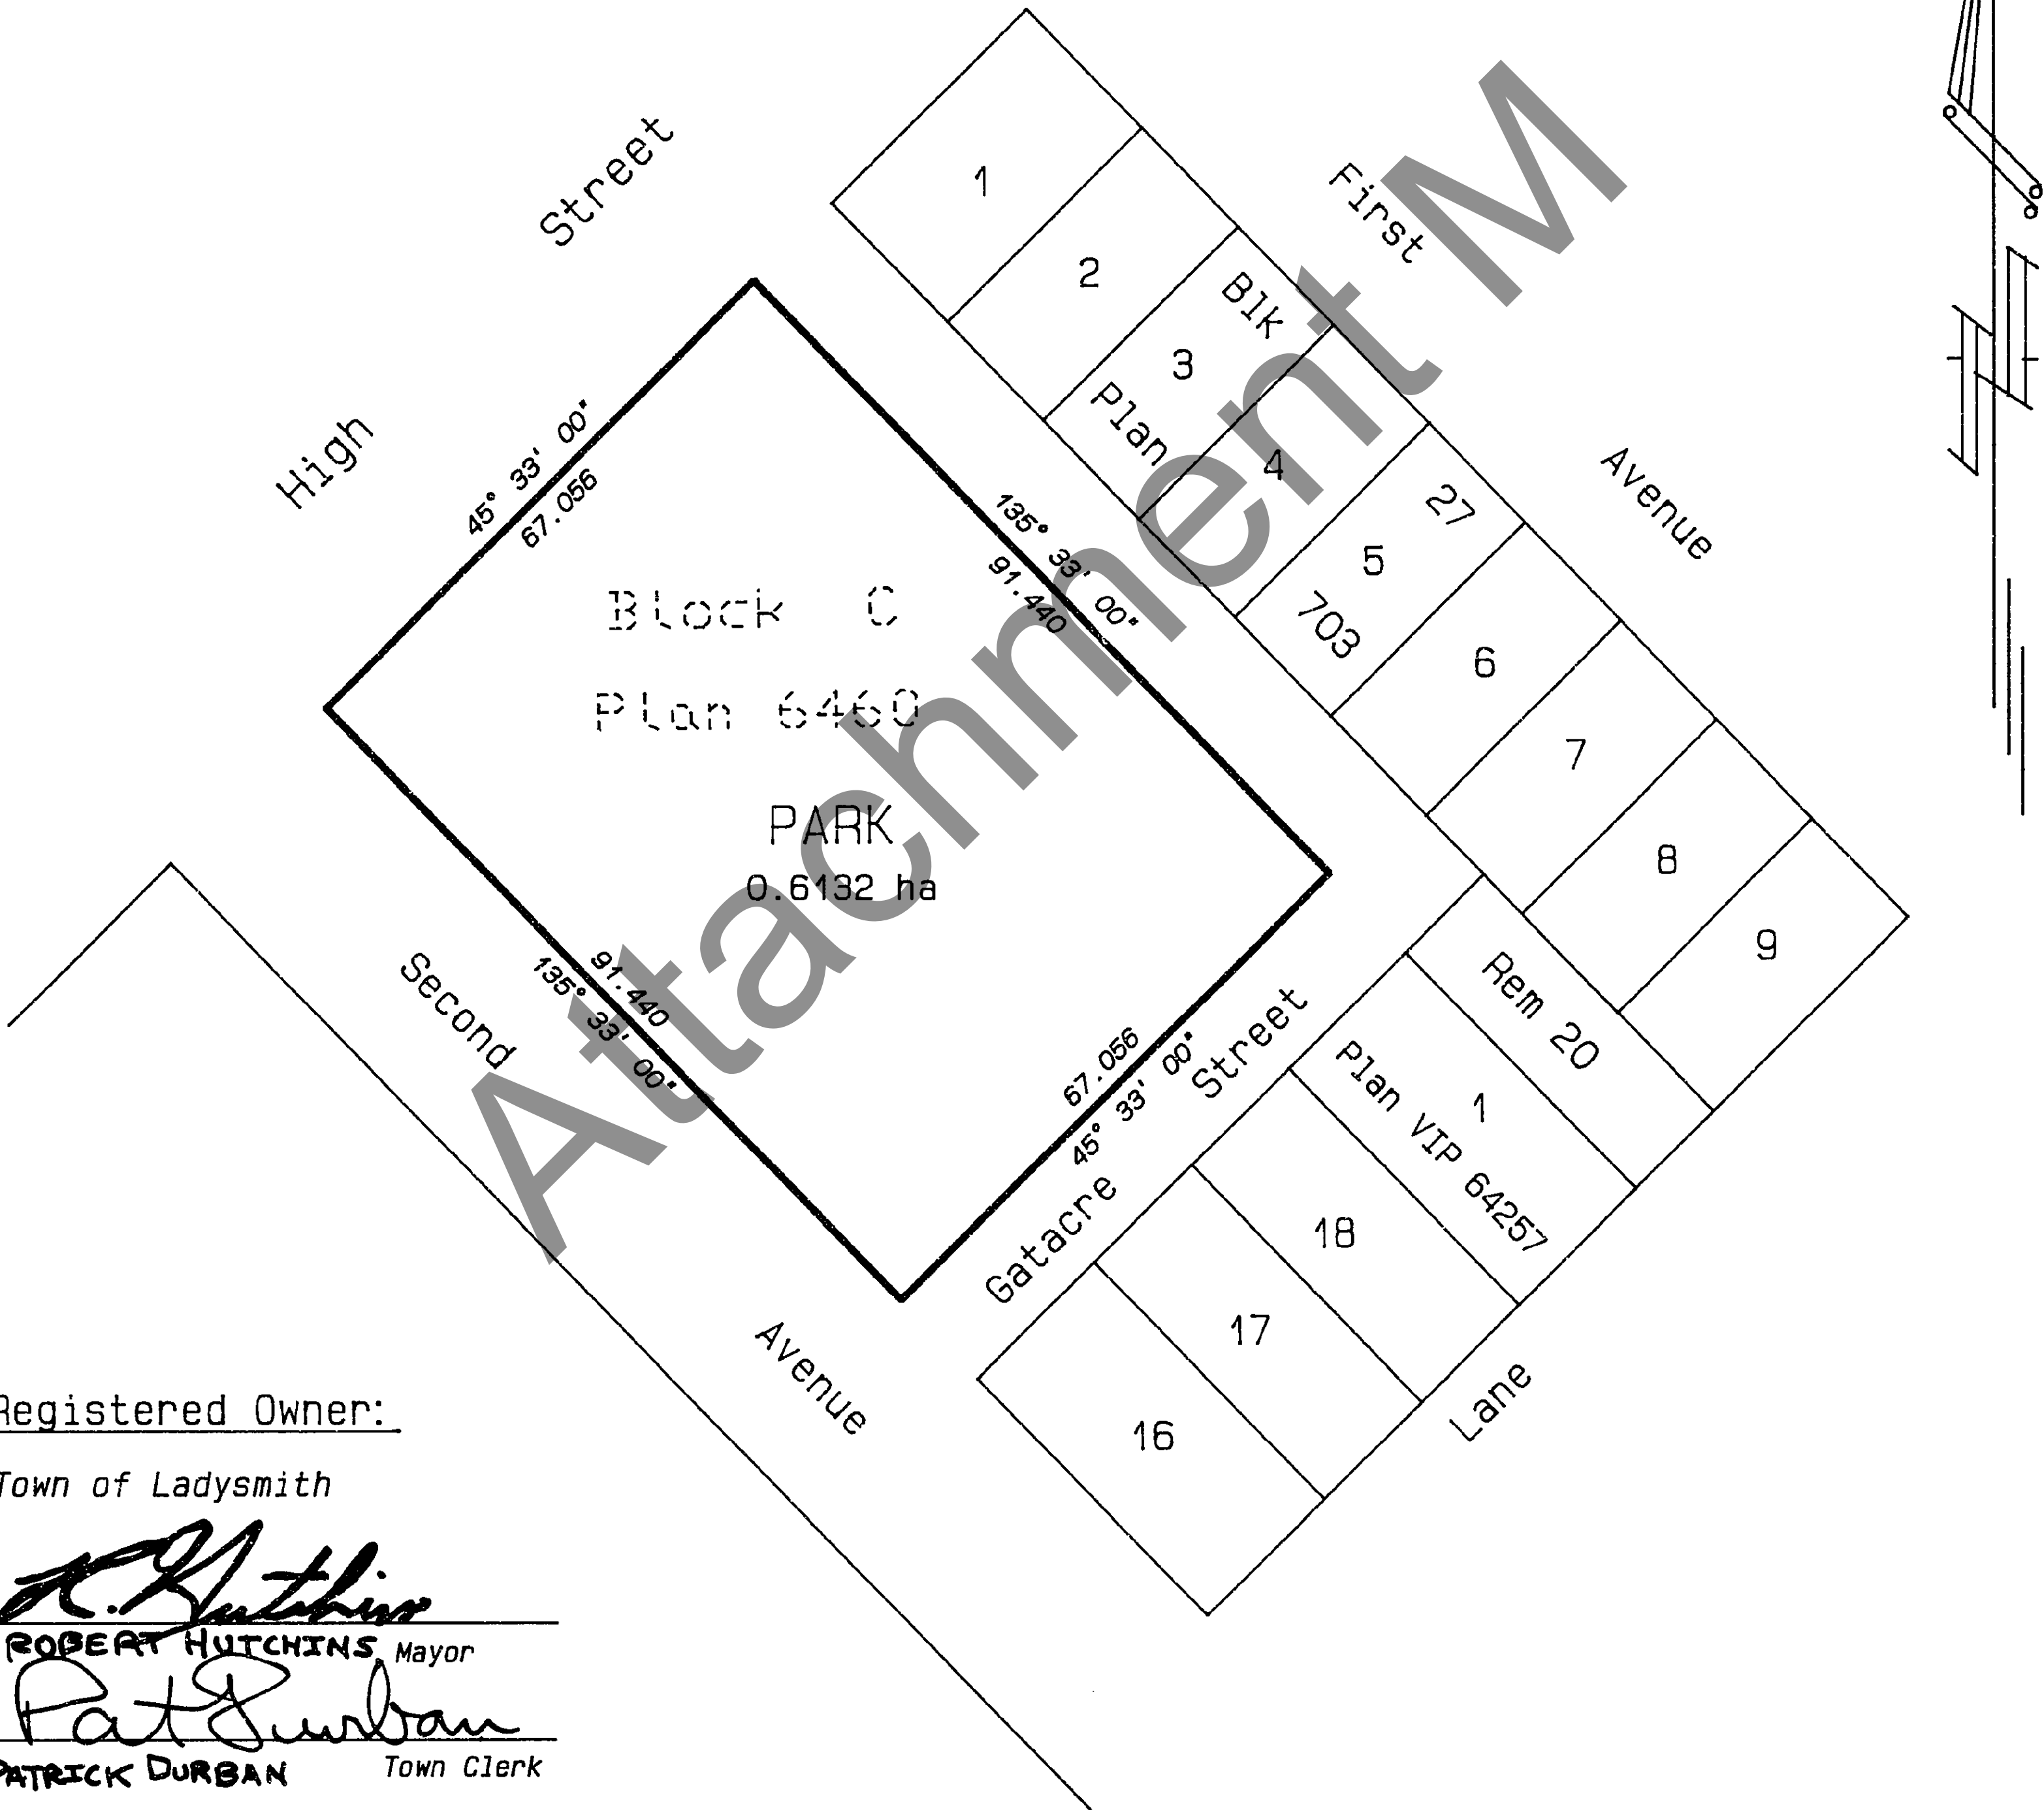 High Street
First Avenue
1
2
Blk
3
Plan
4
27
5
703
6
7
8
9
45° 33' 00"
67.056
135° 33' 00"
91.440
Block C
Plan 6460
PARK
0.6132 ha
91.440
135° 33' 00"
67.056
45° 33' 00"
Second Avenue
Gatacre Street
Rem 20
1
Plan VIP 64257
18
17
16
Lane
Attachment M
Registered Owner:
Town of Ladysmith
R. Hutchins
ROBERT HUTCHINS Mayor
Pat Durban
PATRICK DURBAN Town Clerk